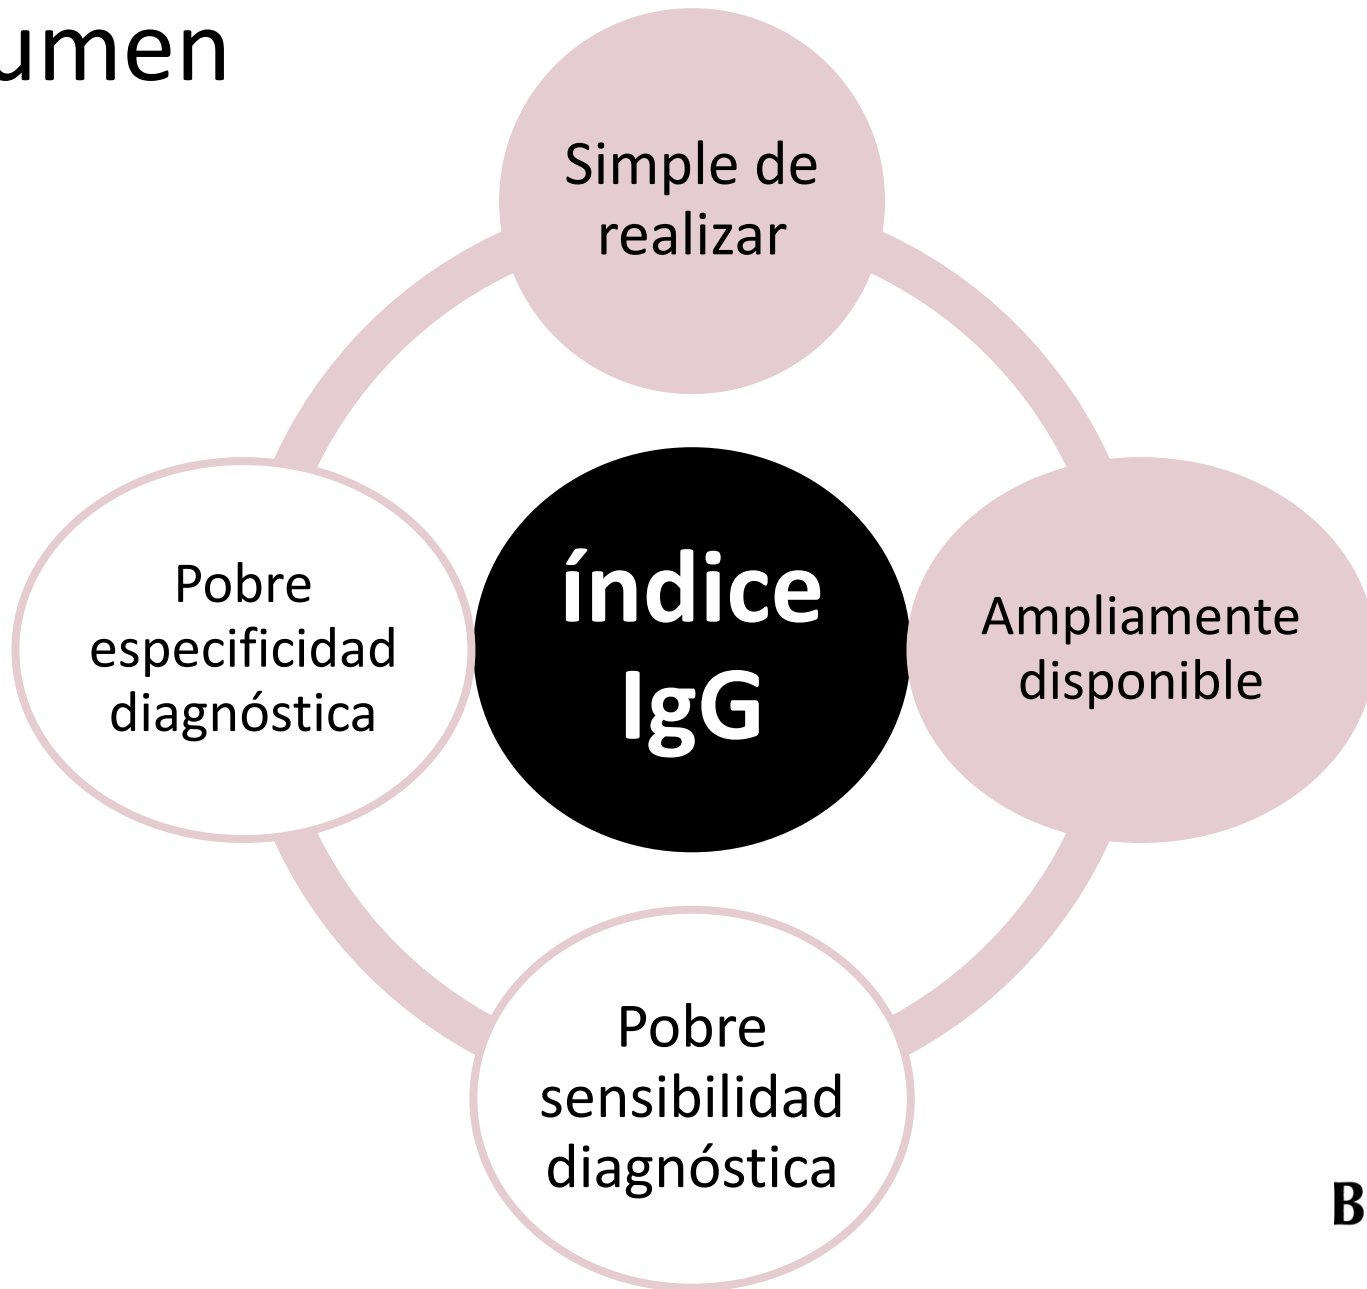 umen
Simple de
realizar
Pobre
especificidad
diagnóstica
índice
IgG
Ampliamente
disponible
Pobre
sensibilidad
diagnóstica
B